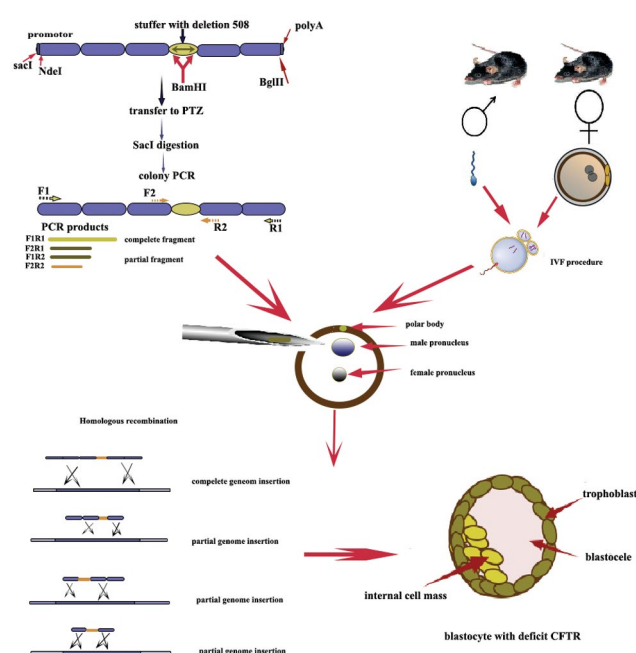 stuffer with deletion 508
promotor
polyA
sacI
NdeI
BamHI
BglII
transfer to PTZ
SacI digestion
colony PCR
F1
F2
R2
R1
PCR products
F1R1
compelete fragment
F2R1
F1R2
partial fragment
F2R2
IVF procedure
polar body
male pronucleus
female pronucleus
Homologous recombination
compelete geneom insertion
partial genome insertion
partial genome insertion
partial genome insertion
trophoblast
blastocele
internal cell mass
blastocyte with deficit CFTR